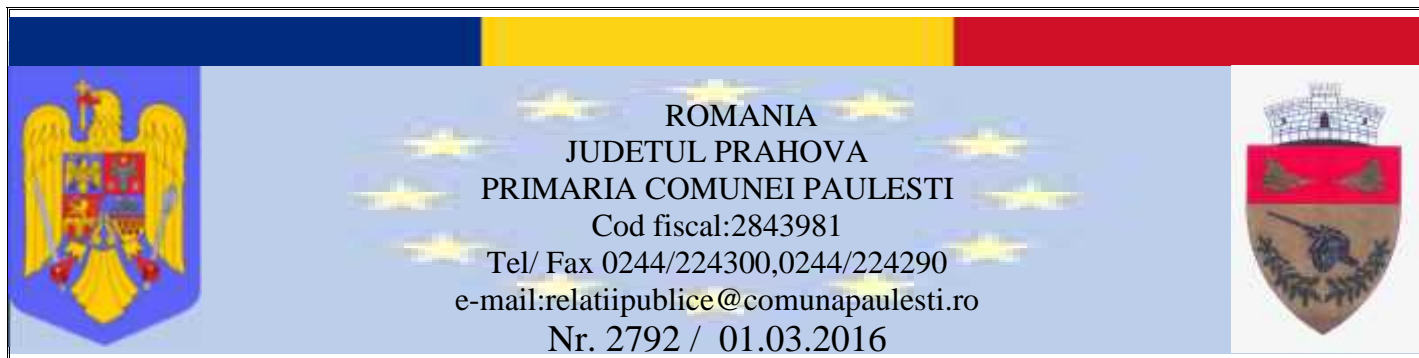 ROMANIA
JUDETUL PRAHOVA
PRIMARIA COMUNEI PAULESTI
Cod fiscal:2843981
Tel/ Fax 0244/224300,0244/224290
e-mail:relatiipublice@comunapaulesti.ro
Nr. 2792 / 01.03.2016